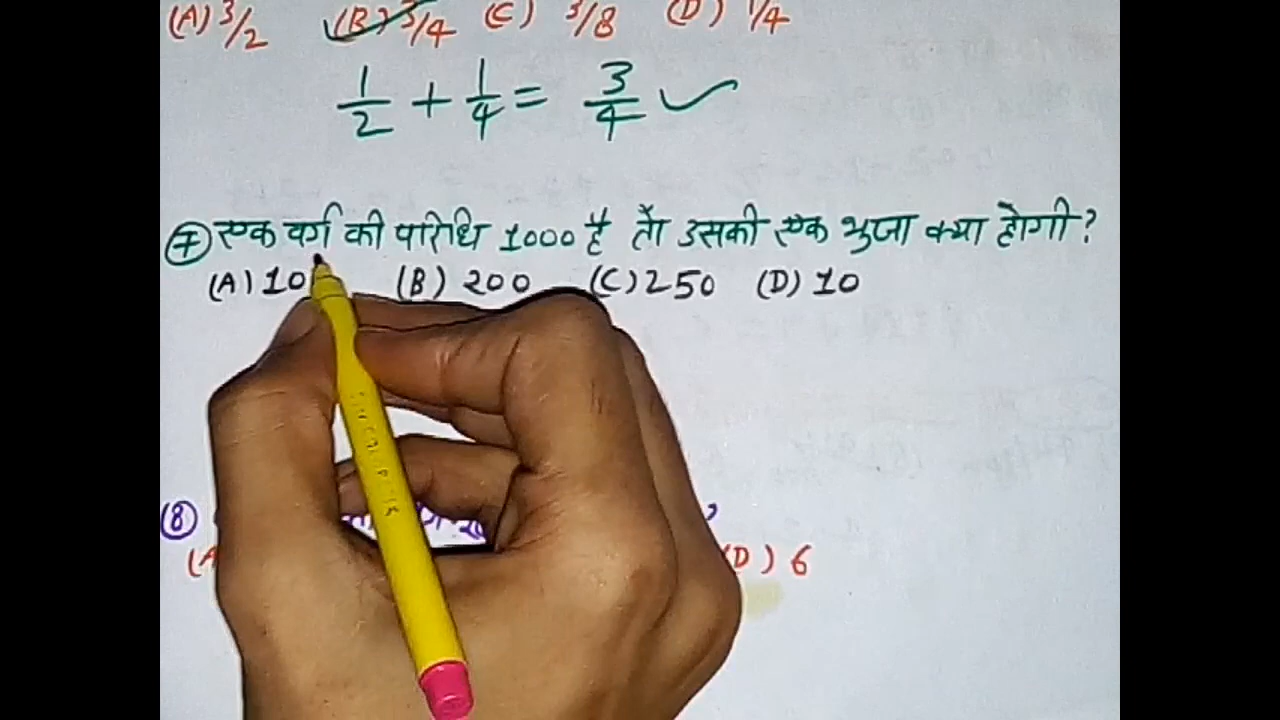 (A) 3/2 (B) 3/4 (C) 3/8 (D) 1/4
1/2 + 1/4 = 3/4 ✓
(7) एक वर्ग की परिधि 1000 है तो उसकी एक भुजा क्या होगी?
(A) 10 (B) 200 (C) 250 (D) 10
(8) ?
(A (D) 6